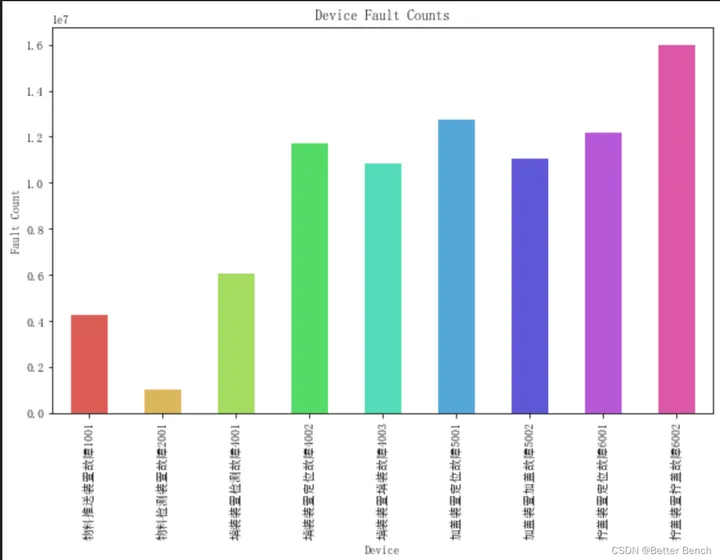 Device Fault Counts
1e7
1.6
1.4
1.2
1.0
0.8
0.6
0.4
0.2
0.0
Fault Count
物料推送装置故障1001
物料检测装置故障2001
填装装置检测故障4001
填装装置定位故障4002
填装装置填装故障4003
加盖装置定位故障5001
加盖装置加盖故障5002
拧盖装置定位故障6001
拧盖装置拧盖故障6002
Device
CSDN @Better Bench